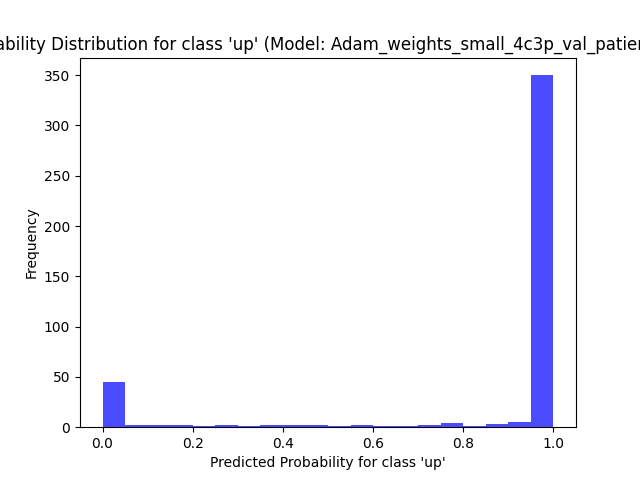 ability Distribution for class 'up' (Model: Adam_weights_small_4c3p_val_patien
350
300
250
200
150
100
50
0
Frequency
0.0 0.2 0.4 0.6 0.8 1.0
Predicted Probability for class 'up'